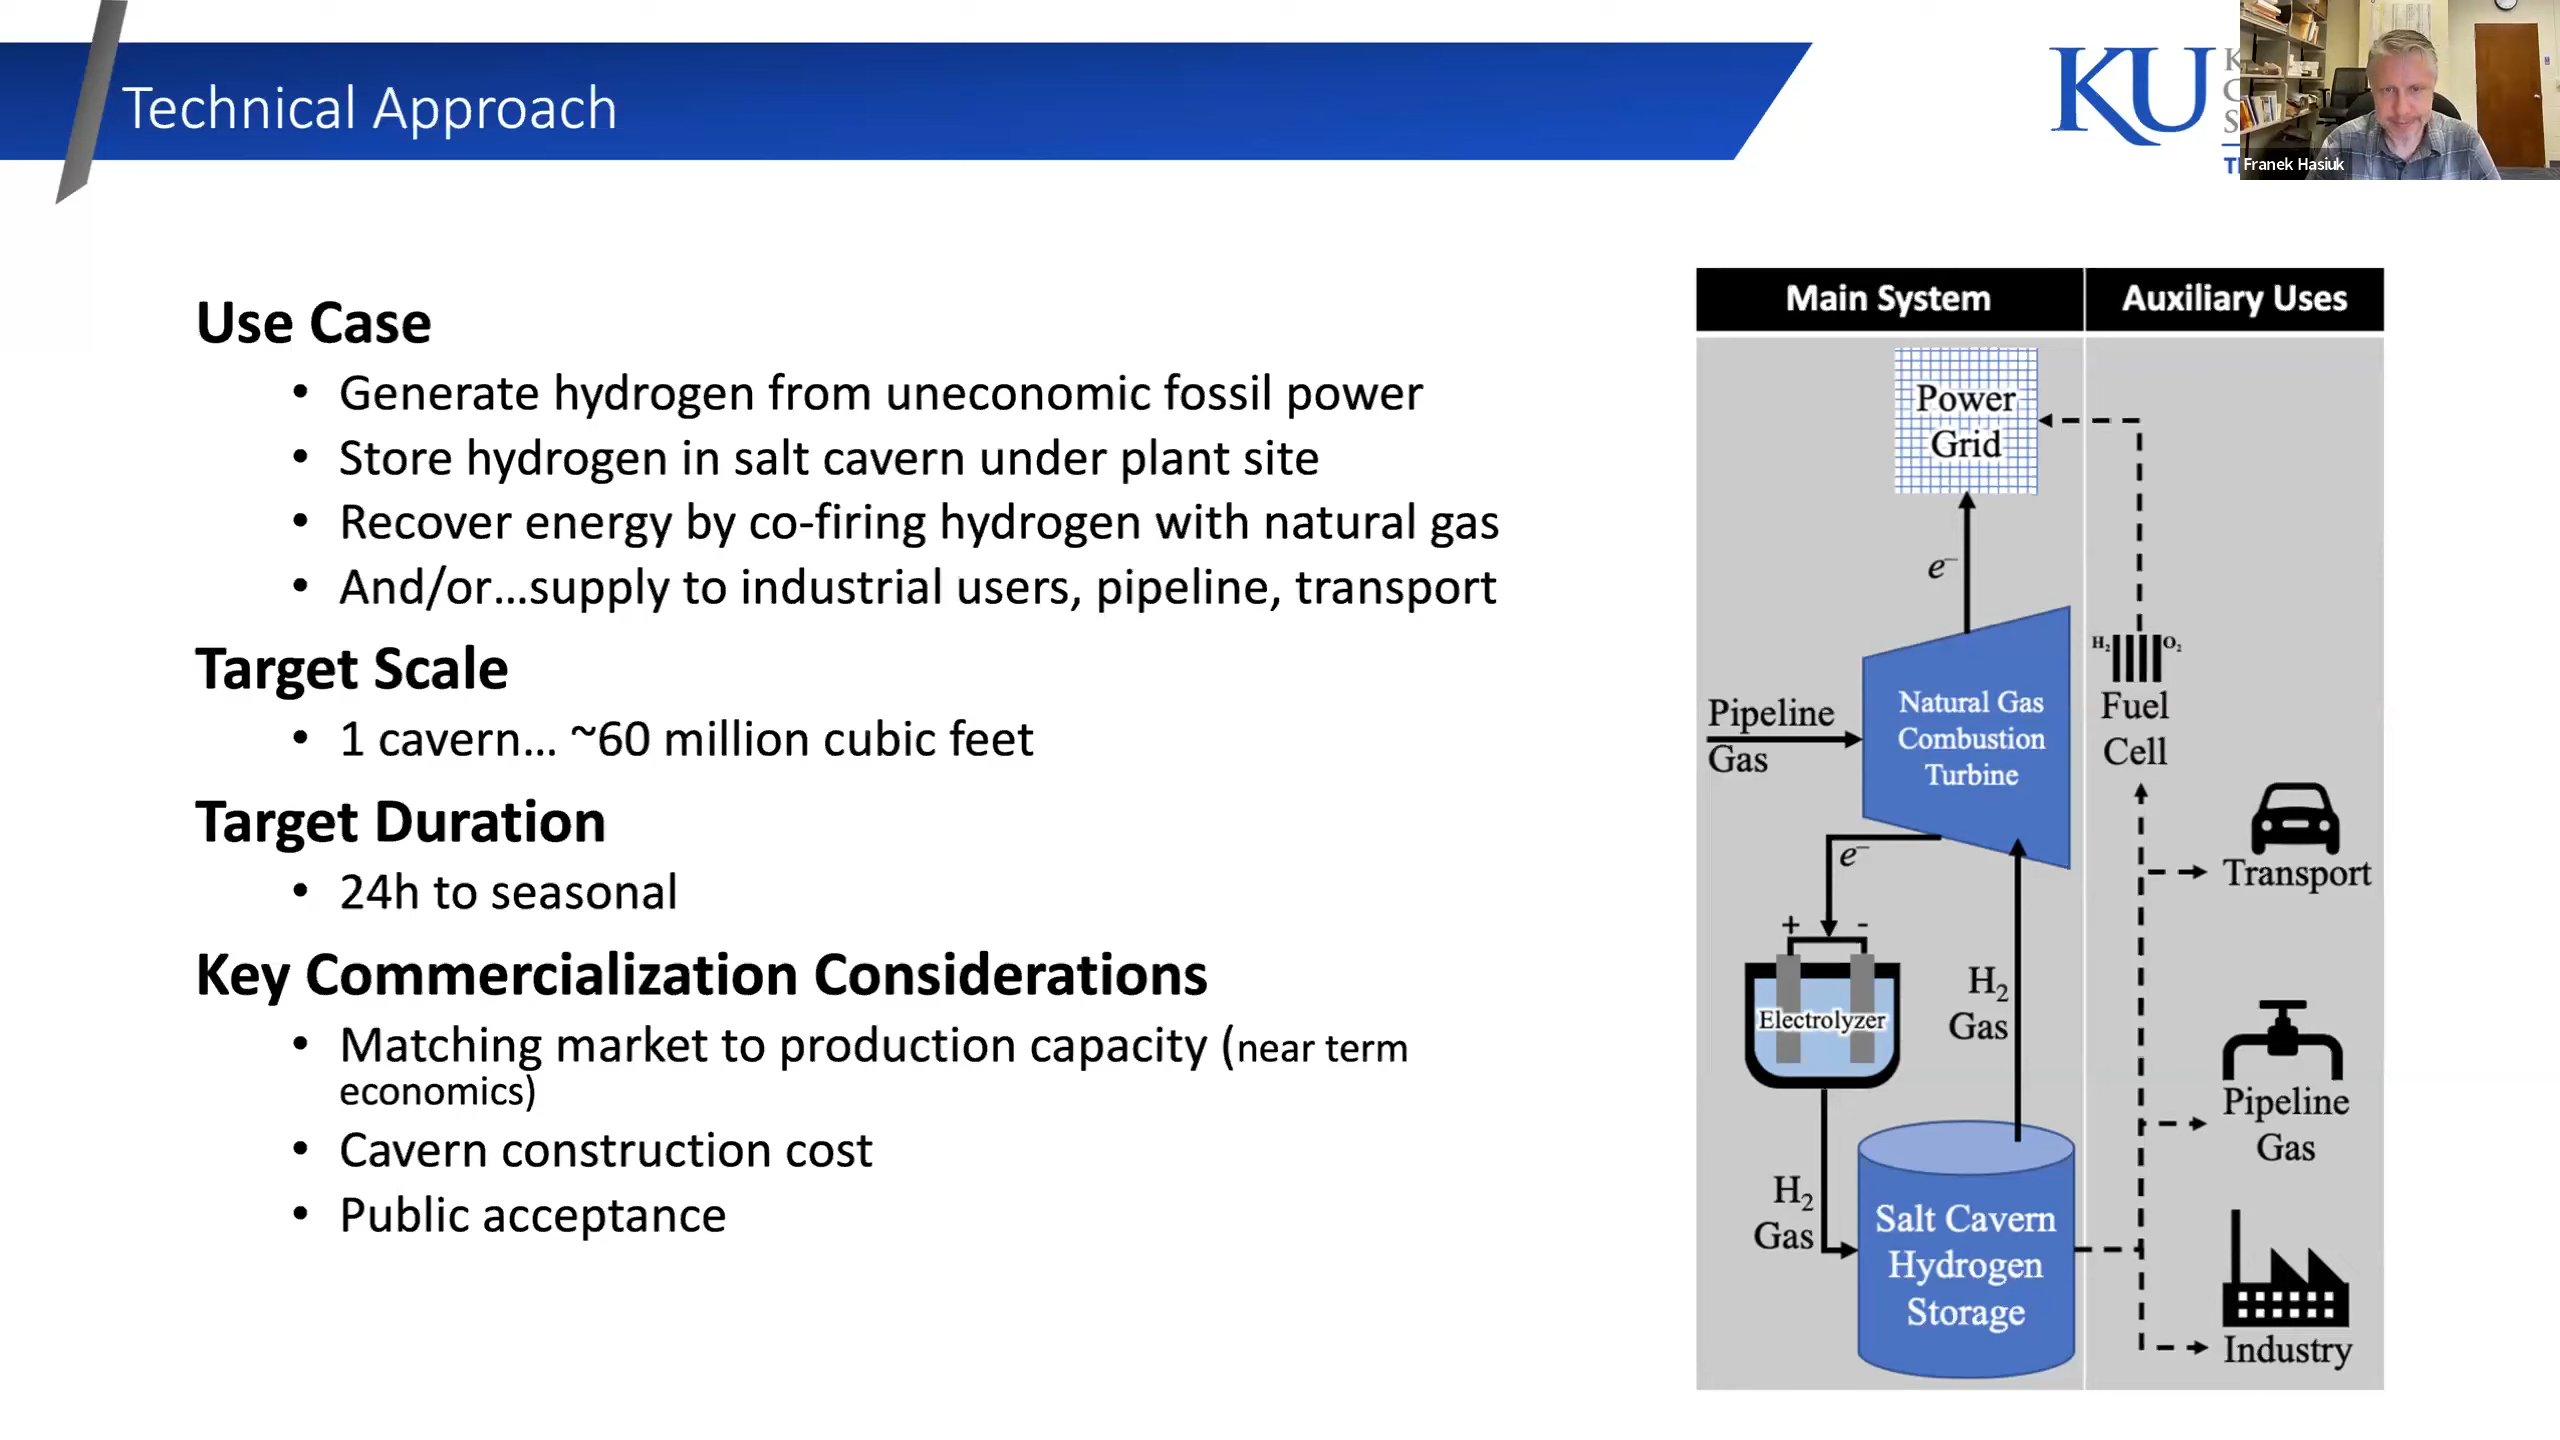 Technical Approach
KU
Franek Hasiuk
Use Case
• Generate hydrogen from uneconomic fossil power
• Store hydrogen in salt cavern under plant site
• Recover energy by co-firing hydrogen with natural gas
• And/or...supply to industrial users, pipeline, transport
Target Scale
• 1 cavern... ~60 million cubic feet
Target Duration
• 24h to seasonal
Key Commercialization Considerations
• Matching market to production capacity (near term
economics)
• Cavern construction cost
• Public acceptance
Main System
Auxiliary Uses
Power
Grid
e⁻
Natural Gas
Combustion
Turbine
Pipeline
Gas
H₂
O₂
Fuel
Cell
e⁻
+ -
Electrolyzer
H₂
Gas
H₂
Gas
Salt Cavern
Hydrogen
Storage
Transport
Pipeline
Gas
Industry